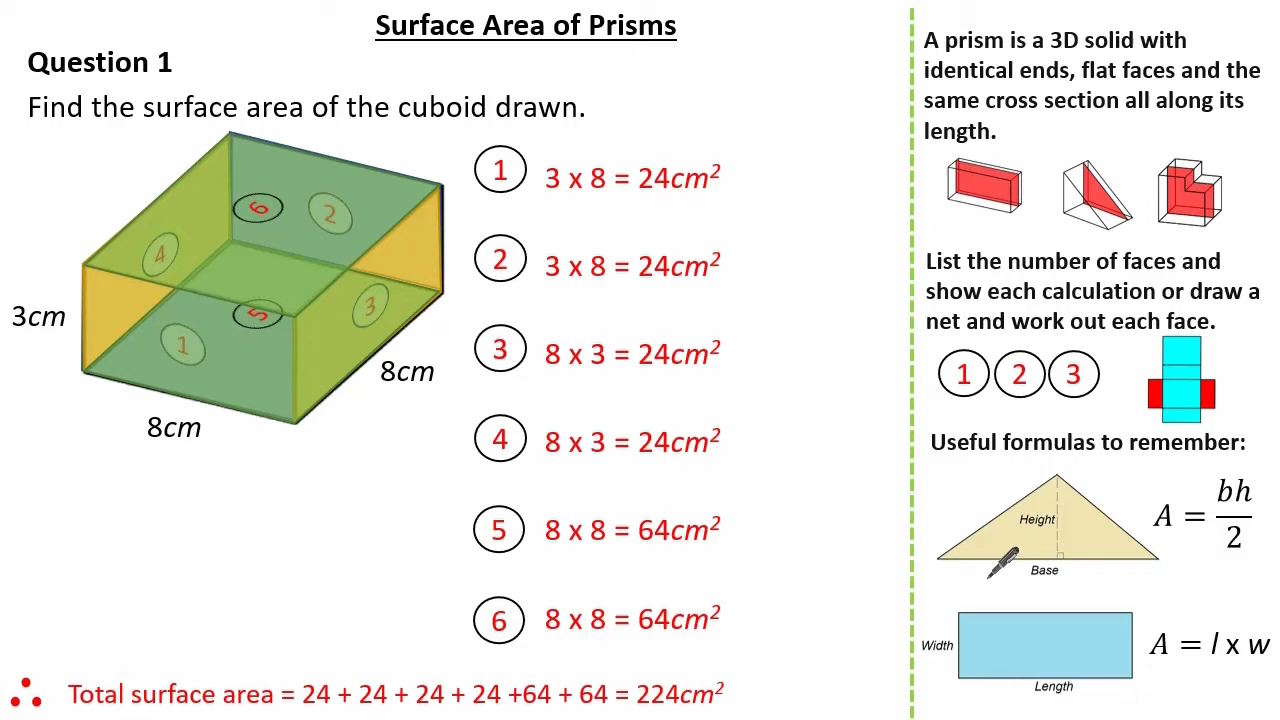 Surface Area of Prisms
Question 1
Find the surface area of the cuboid drawn.
6
2
4
5
3
1
3cm
8cm
8cm
1 3 x 8 = 24cm²
2 3 x 8 = 24cm²
3 8 x 3 = 24cm²
4 8 x 3 = 24cm²
5 8 x 8 = 64cm²
6 8 x 8 = 64cm²
∴ Total surface area = 24 + 24 + 24 + 24 +64 + 64 = 224cm²
A prism is a 3D solid with
identical ends, flat faces and the
same cross section all along its
length.
List the number of faces and
show each calculation or draw a
net and work out each face.
1 2 3
Useful formulas to remember:
Height
Base
A = bh/2
Width
Length
A = l x w